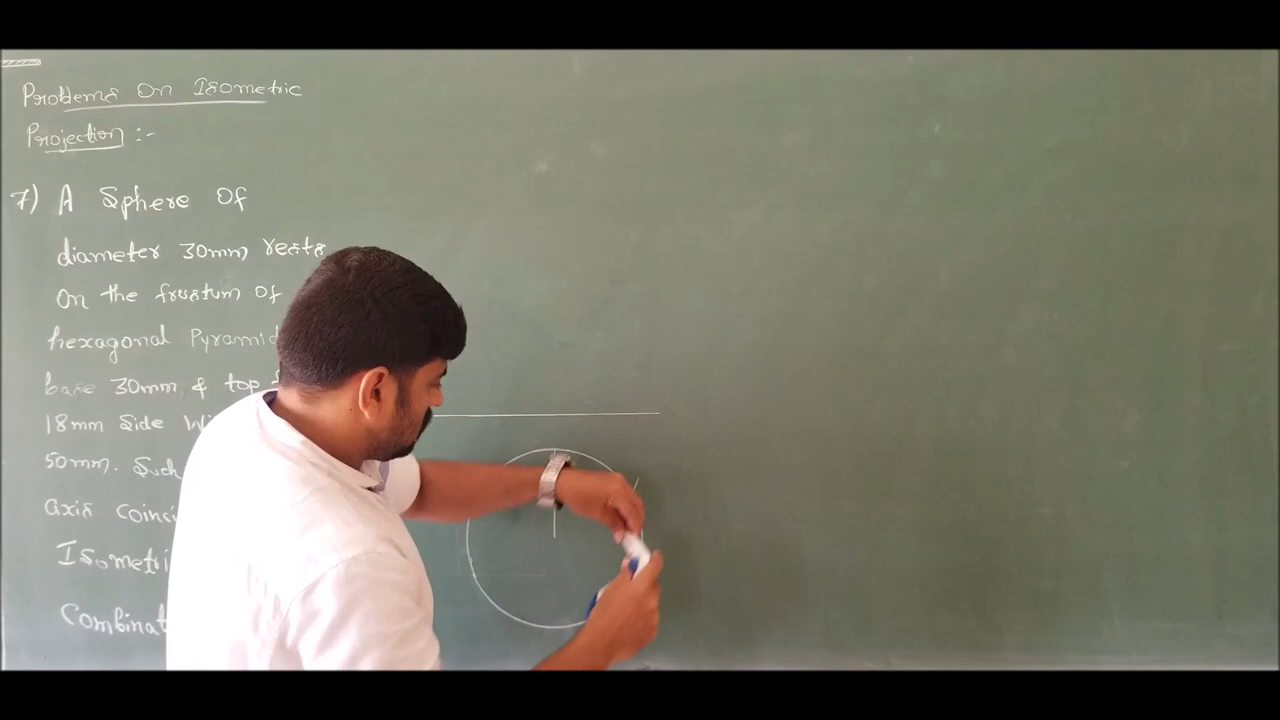 Problems On Isometric
Projection :-
7) A Sphere Of
diameter 30mm rests
On the frustum of
hexagonal Pyramid
base 30mm & top
18mm Side
50mm. Such
axis
Isometri
Combinat